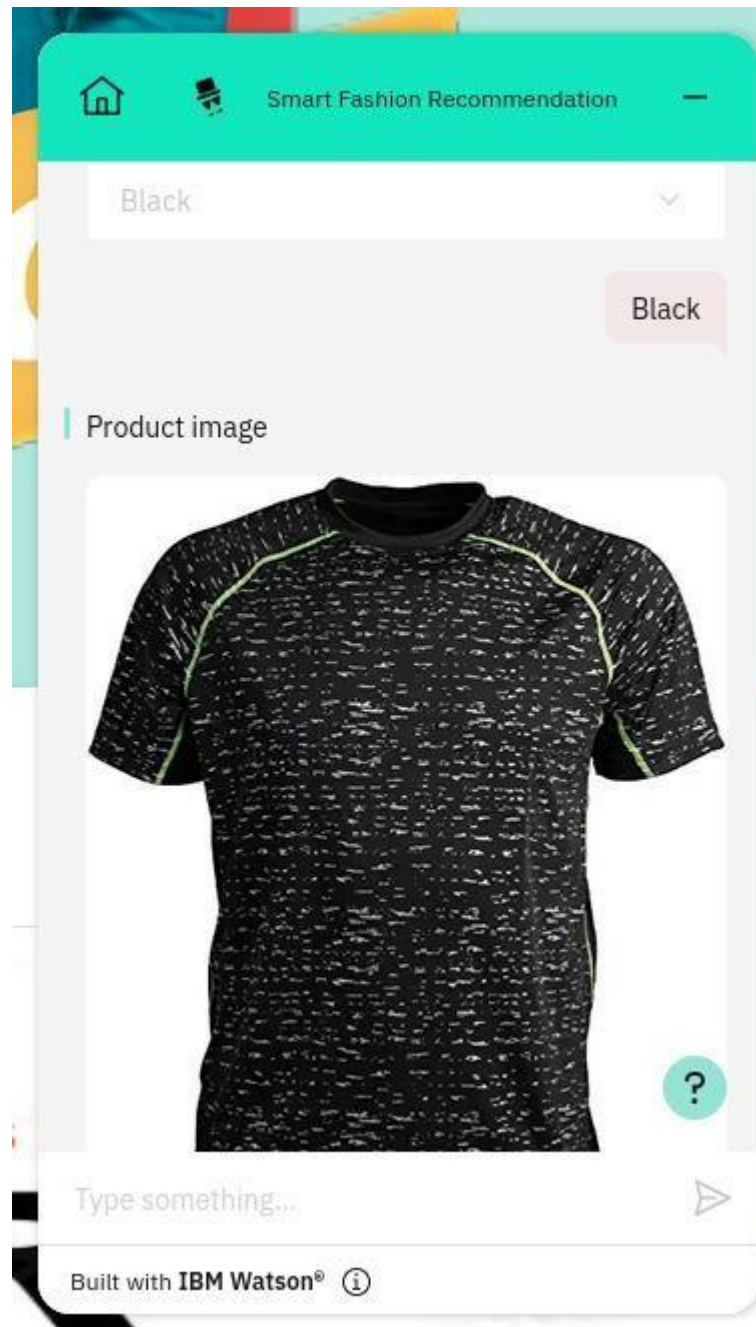 Smart Fashion Recommendation
Black
Black
Product image
?
Type something...
Built with IBM Watson®